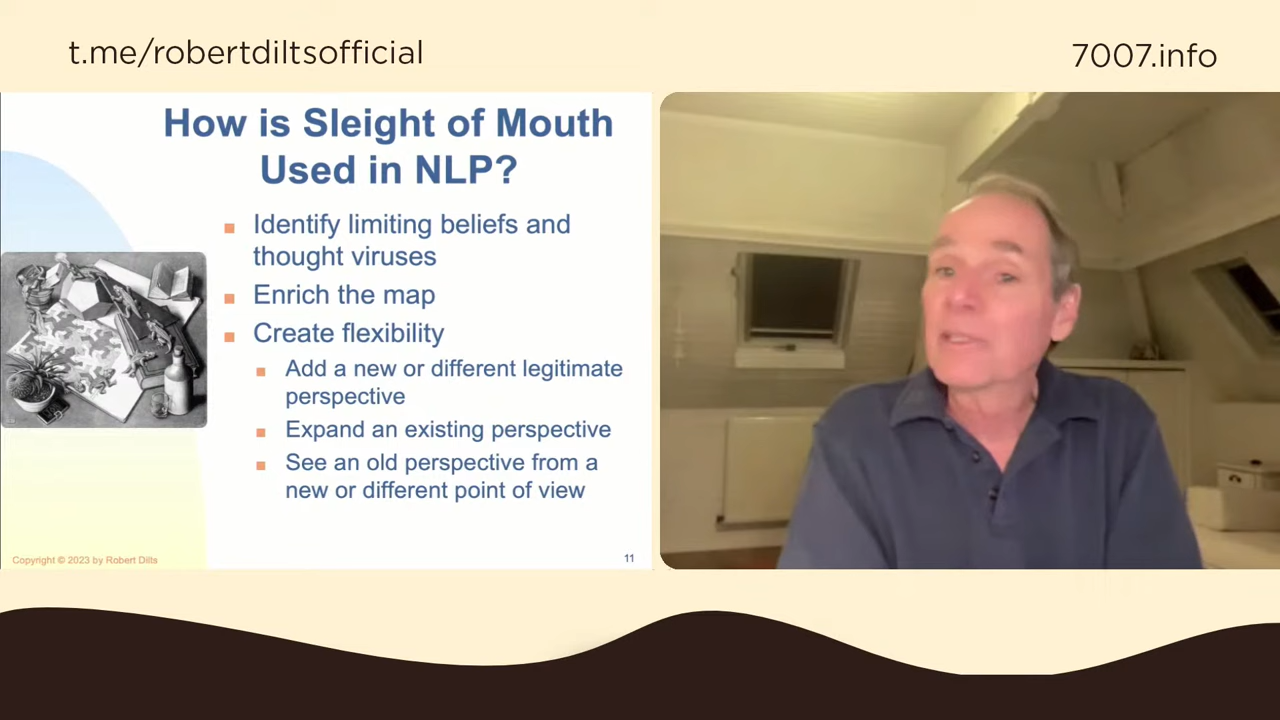 t.me/robertdiltsofficial
7007.info
How is Sleight of Mouth
Used in NLP?
Identify limiting beliefs and
thought viruses
Enrich the map
Create flexibility
Add a new or different legitimate
perspective
Expand an existing perspective
See an old perspective from a
new or different point of view
Copyright © 2023 by Robert Dilts
11